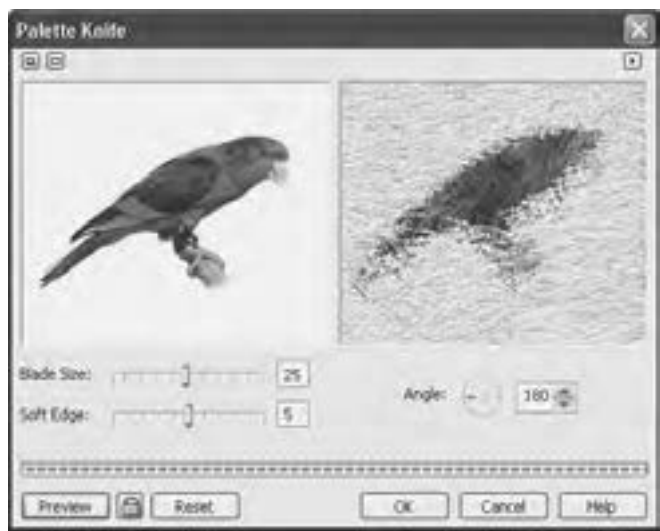 Palette Knife
Blade Size: 25
Angle: 180
Soft Edge: 5
Preview Reset OK Cancel Help